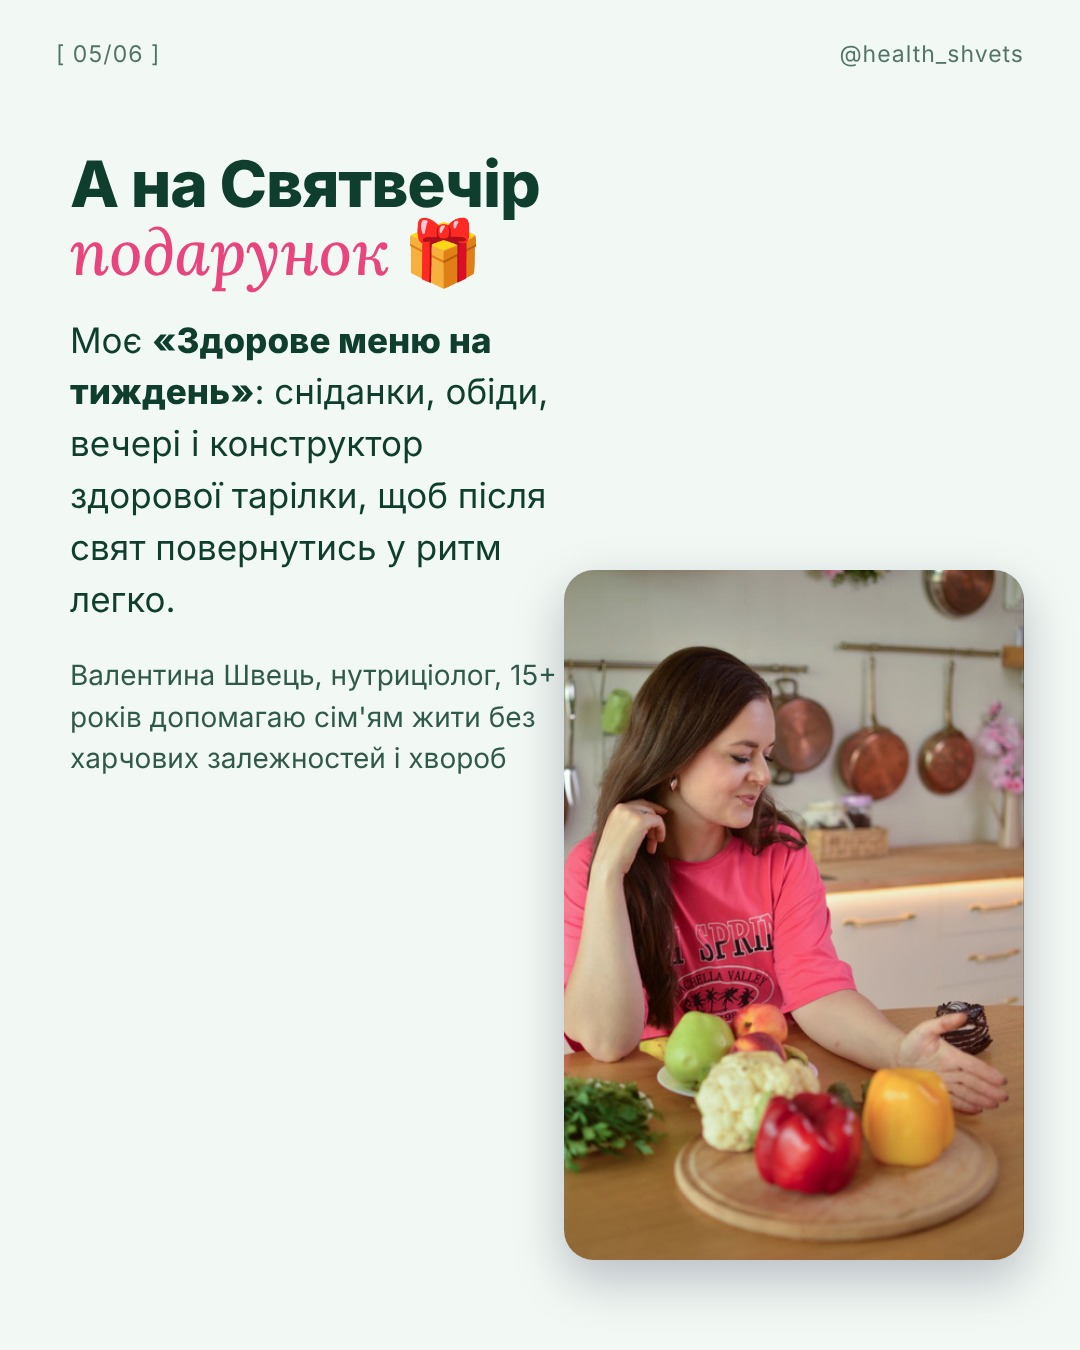 [ 05/06 ]
@health_shvets
А на Святвечір
подарунок 🎁
Моє «Здорове меню на
тиждень»: сніданки, обіди,
вечері і конструктор
здорової тарілки, щоб після
свят повернутись у ритм
легко.
Валентина Швець, нутриціолог, 15+
років допомагаю сім'ям жити без
харчових залежностей і хвороб
VALLEY